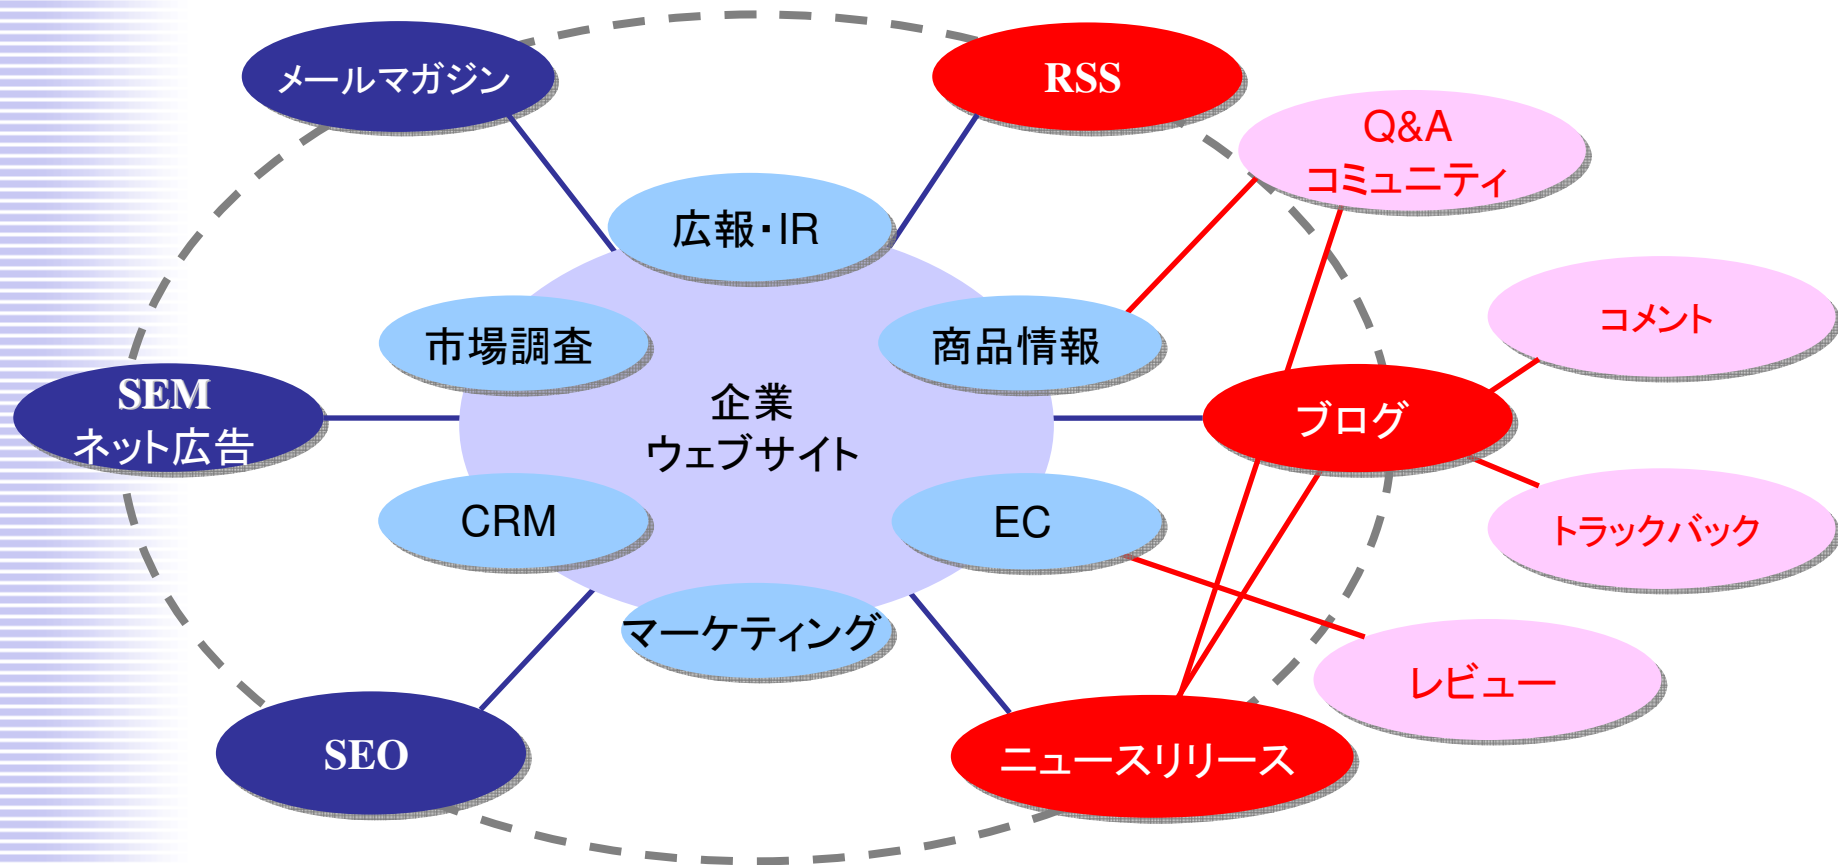 メールマガジン
RSS
Q&A
コミュニティ
広報・IR
市場調査
商品情報
コメント
SEM
ネット広告
企業
ウェブサイト
ブログ
CRM
EC
トラックバック
マーケティング
レビュー
SEO
ニュースリリース